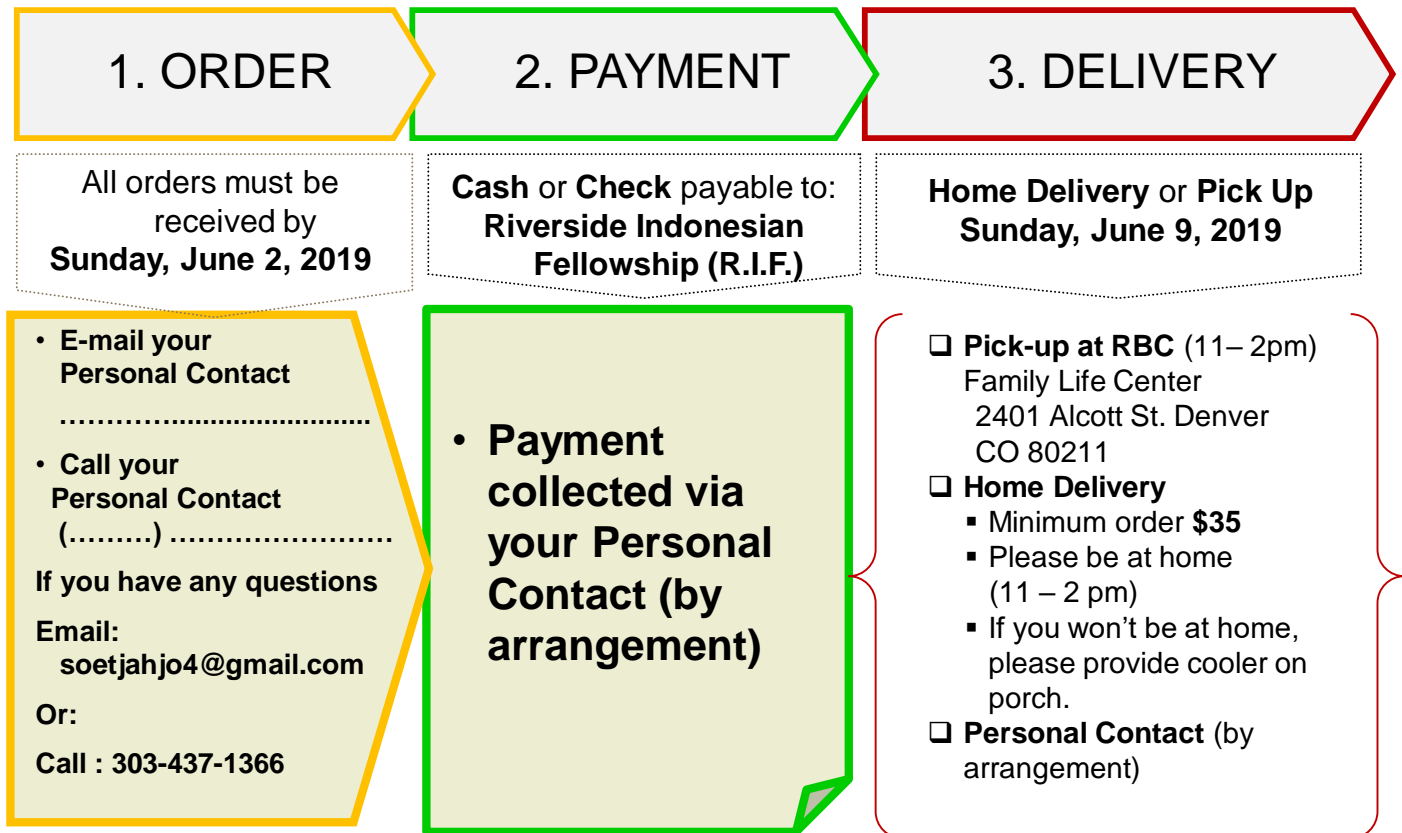 1. ORDER
2. PAYMENT
3. DELIVERY
All orders must be
received by
Sunday, June 2, 2019
Cash or Check payable to:
Riverside Indonesian
Fellowship (R.I.F.)
Home Delivery or Pick Up
Sunday, June 9, 2019
• E-mail your
Personal Contact
…………..........................
• Call your
Personal Contact
(………) ……………………
If you have any questions
Email:
soetjahjo4@gmail.com
Or:
Call : 303-437-1366
• Payment
collected via
your Personal
Contact (by
arrangement)
❑ Pick-up at RBC (11– 2pm)
Family Life Center
2401 Alcott St. Denver
CO 80211
❑ Home Delivery
▪ Minimum order $35
▪ Please be at home
(11 – 2 pm)
▪ If you won’t be at home,
please provide cooler on
porch.
❑ Personal Contact (by
arrangement)